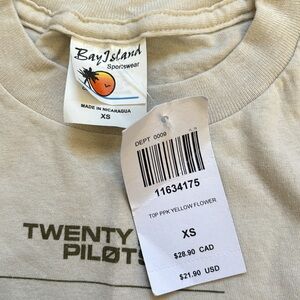 Bay Island
Sportswear
MADE IN NICARAGUA
XS
DEPT 0009
11634175
TOP PPK YELLOW FLOWER
XS
$28.90 CAD
$21.90 USD
TWENTY
PILOTS